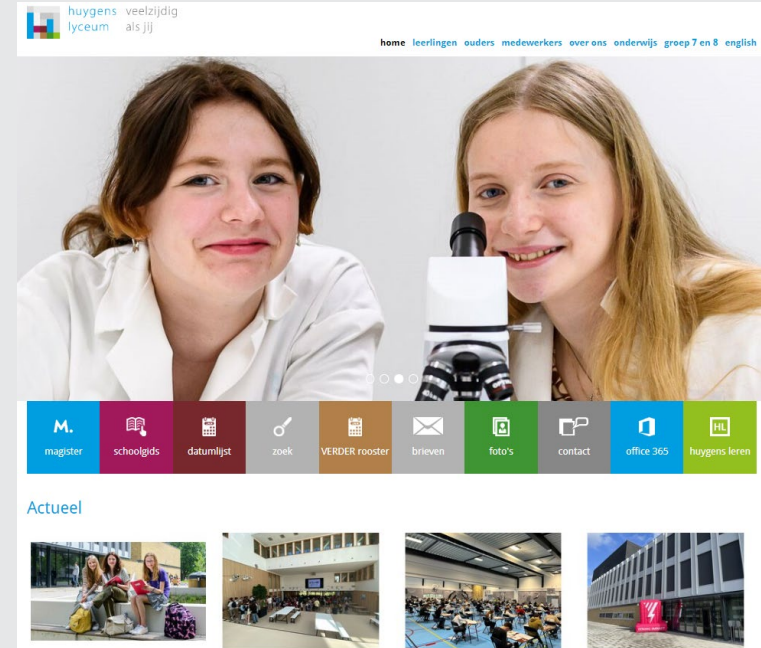 huygens veelzijdig
lyceum als jij
home leerlingen ouders medewerkers over ons onderwijs groep 7 en 8 english
M. HL
magister schoolgids datumlijst zoek VERDER rooster brieven foto's contact office 365 huygens leren
Actueel